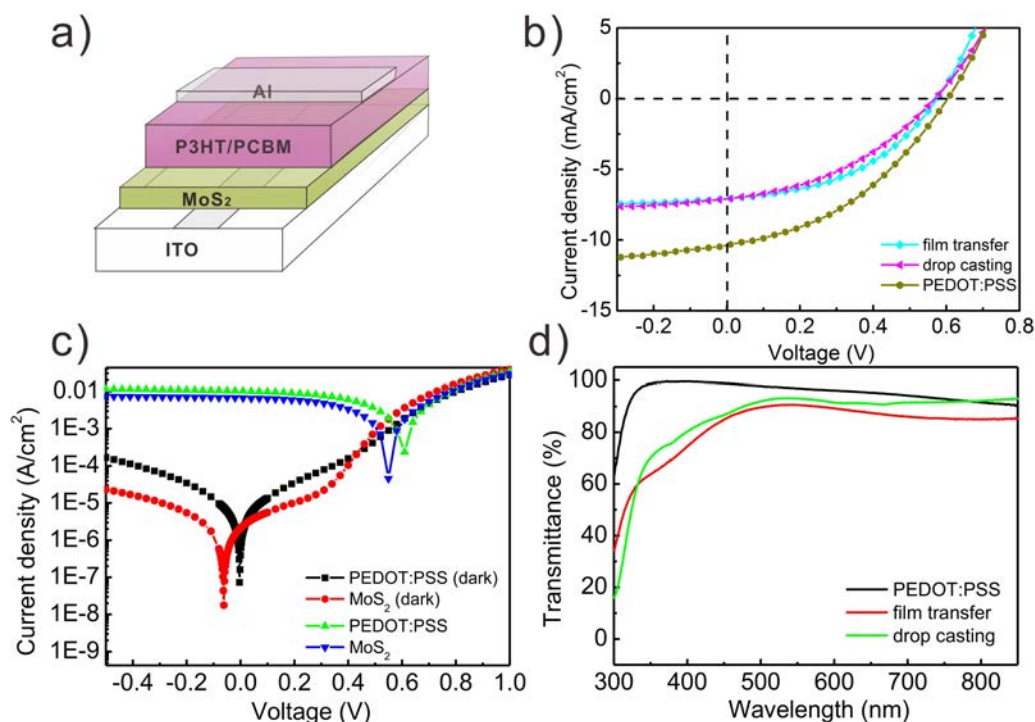 a)
Al
P3HT/PCBM
MoS₂
ITO
b)
Current density (mA/cm²)
5
0
-5
-10
-15
film transfer
drop casting
PEDOT:PSS
-0.2 0.0 0.2 0.4 0.6 0.8
Voltage (V)
c)
Current density (A/cm²)
0.01
1E-3
1E-4
1E-5
1E-6
1E-7
1E-8
1E-9
PEDOT:PSS (dark)
MoS₂ (dark)
PEDOT:PSS
MoS₂
-0.4 -0.2 0.0 0.2 0.4 0.6 0.8 1.0
Voltage (V)
d)
Transmittance (%)
100
80
60
40
20
0
PEDOT:PSS
film transfer
drop casting
300 400 500 600 700 800
Wavelength (nm)